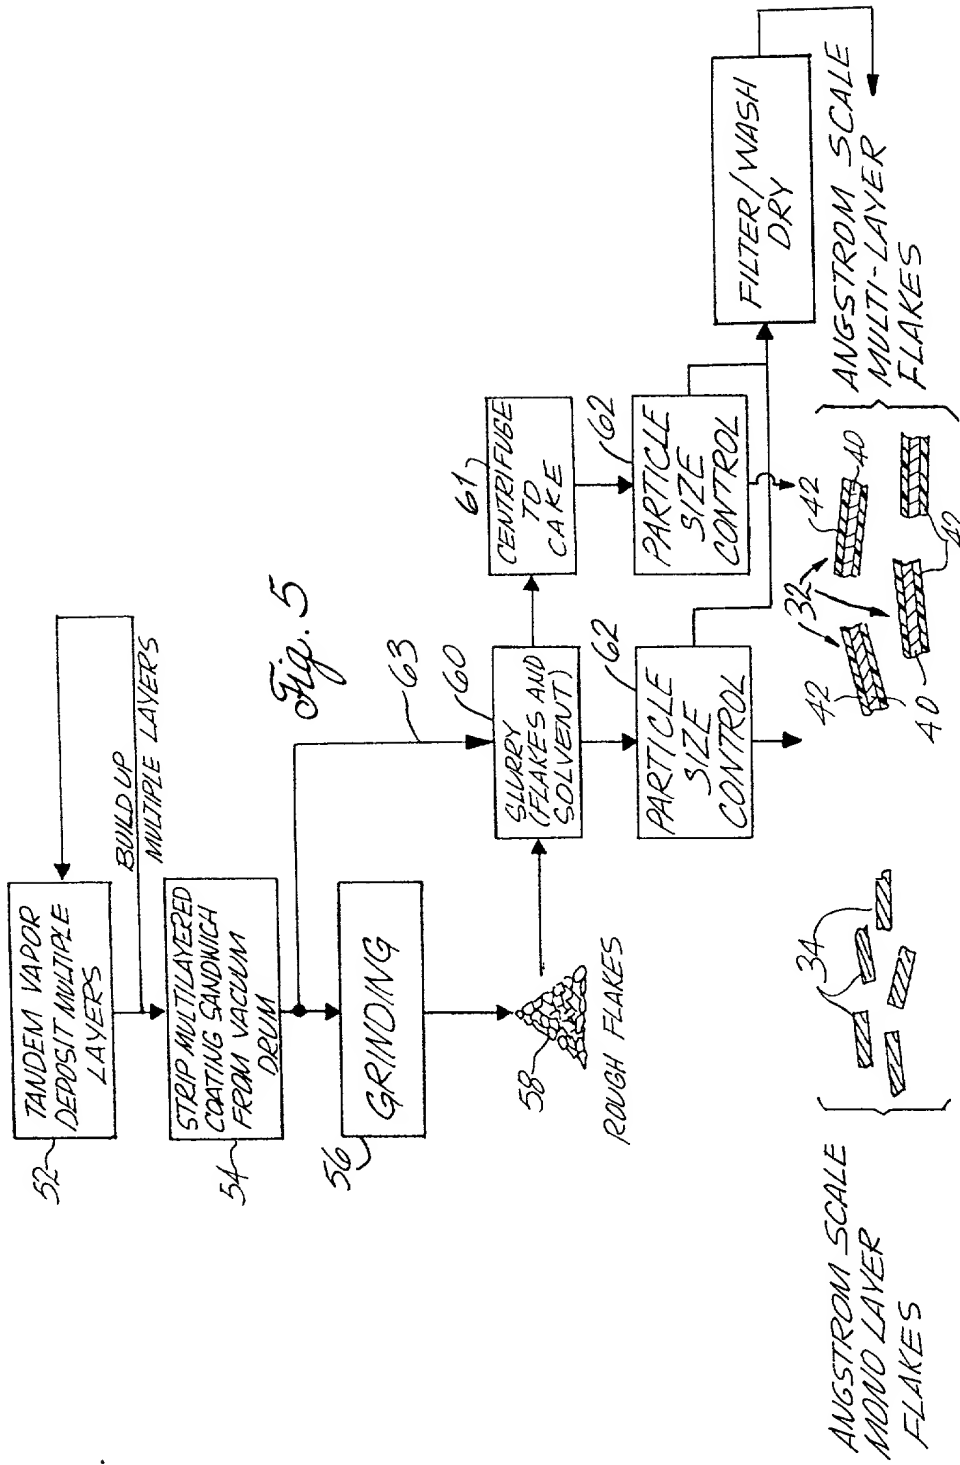 TANDEM VAPOR
DEPOSIT MULTIPLE
LAYERS
52
BUILD UP
MULTIPLE LAYERS
STRIP MULTILAYERED
COATING SANDWICH
FROM VACUUM
DRUM
54
Fig. 5
GRINDING
56
63
58
ROUGH FLAKES
60
SLURRY
(FLAKES AND
SOLVENT)
61
CENTRIFUGE
TO
CAKE
62
PARTICLE
SIZE
CONTROL
62
PARTICLE
SIZE
CONTROL
FILTER/WASH
DRY
ANGSTROM SCALE
MONO LAYER
FLAKES
34
42
32
42
40
40
42
ANGSTROM SCALE
MULTI-LAYER
FLAKES